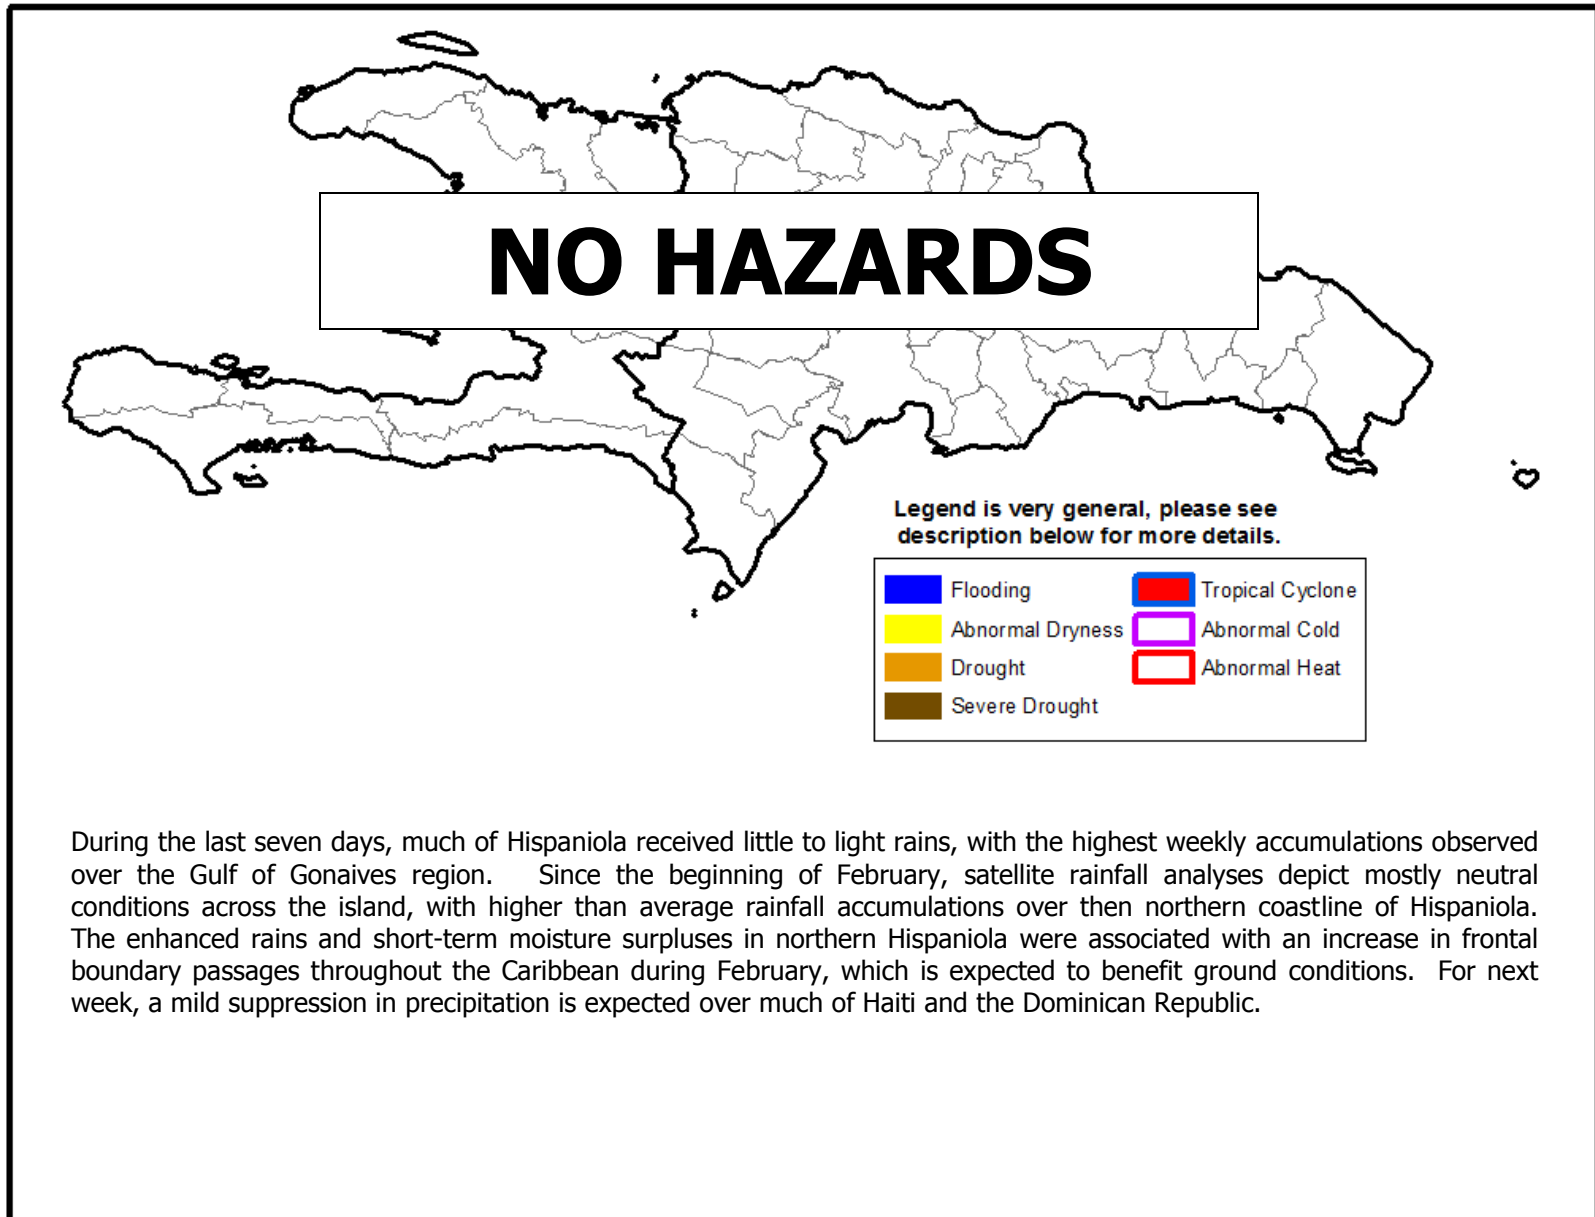 NO HAZARDS
Legend is very general, please see
description below for more details.
Flooding
Abnormal Dryness
Drought
Severe Drought
Tropical Cyclone
Abnormal Cold
Abnormal Heat
During the last seven days, much of Hispaniola received little to light rains, with the highest weekly accumulations observed
over the Gulf of Gonaives region. Since the beginning of February, satellite rainfall analyses depict mostly neutral
conditions across the island, with higher than average rainfall accumulations over then northern coastline of Hispaniola.
The enhanced rains and short-term moisture surpluses in northern Hispaniola were associated with an increase in frontal
boundary passages throughout the Caribbean during February, which is expected to benefit ground conditions. For next
week, a mild suppression in precipitation is expected over much of Haiti and the Dominican Republic.